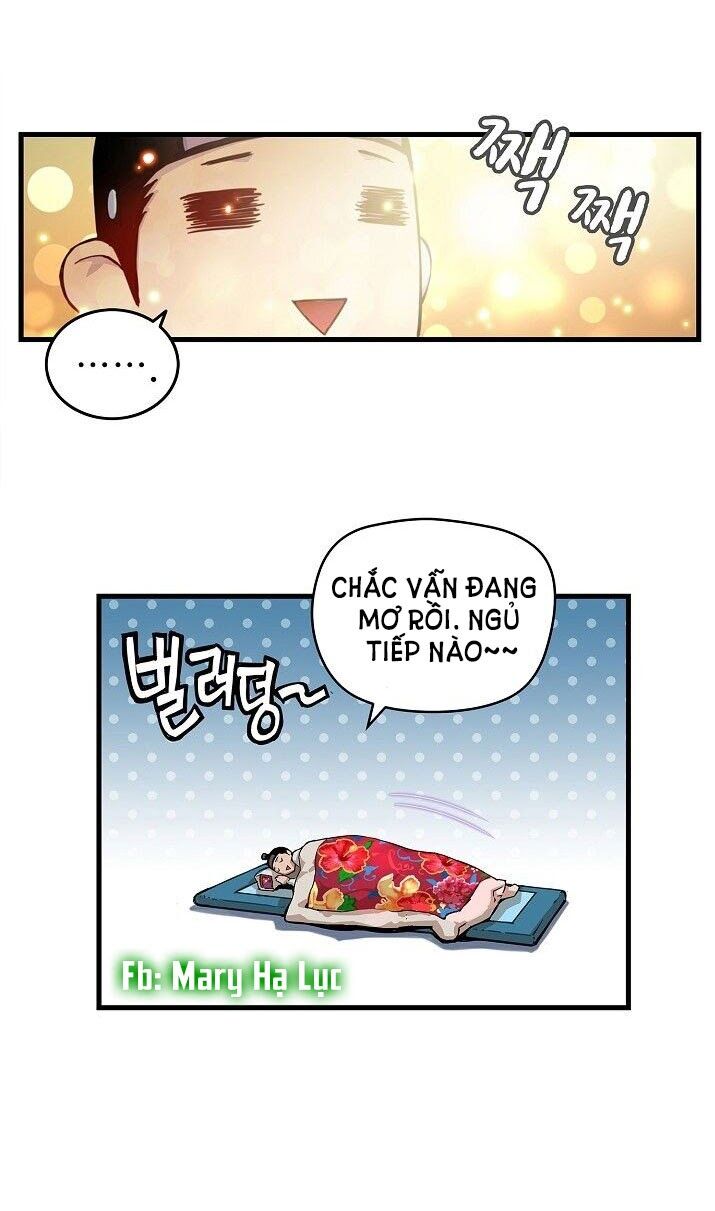 짹
짹
…….
CHẮC VẪN ĐANG
MƠ RỒI. NGỦ
TIẾP NÀO~~
벌러덩~
Fb: Mary Hạ Lục